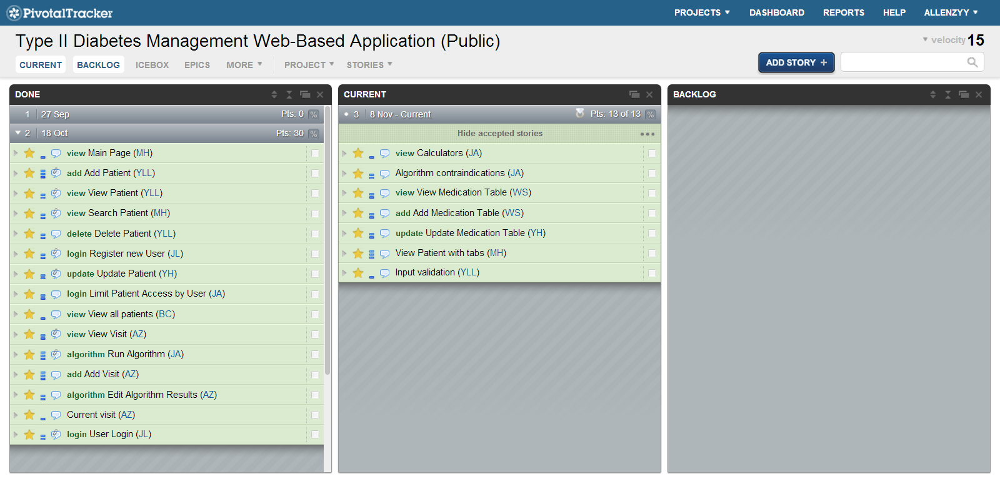 PivotalTracker
PROJECTS DASHBOARD REPORTS HELP ALLENZYY
Type II Diabetes Management Web-Based Application (Public)
velocity 15
CURRENT BACKLOG ICEBOX EPICS MORE PROJECT STORIES
ADD STORY +
DONE
1 27 Sep Pts: 0 %
2 18 Oct Pts: 30 %
view Main Page (MH)
add Add Patient (YLL)
view View Patient (YLL)
view Search Patient (MH)
delete Delete Patient (YLL)
login Register new User (JL)
update Update Patient (YH)
login Limit Patient Access by User (JA)
view View all patients (BC)
view View Visit (AZ)
algorithm Run Algorithm (JA)
add Add Visit (AZ)
algorithm Edit Algorithm Results (AZ)
Current visit (AZ)
login User Login (JL)
CURRENT
3 8 Nov - Current Pts: 13 of 13 %
Hide accepted stories
view Calculators (JA)
Algorithm contraindications (JA)
view View Medication Table (WS)
add Add Medication Table (WS)
update Update Medication Table (YH)
View Patient with tabs (MH)
Input validation (YLL)
BACKLOG